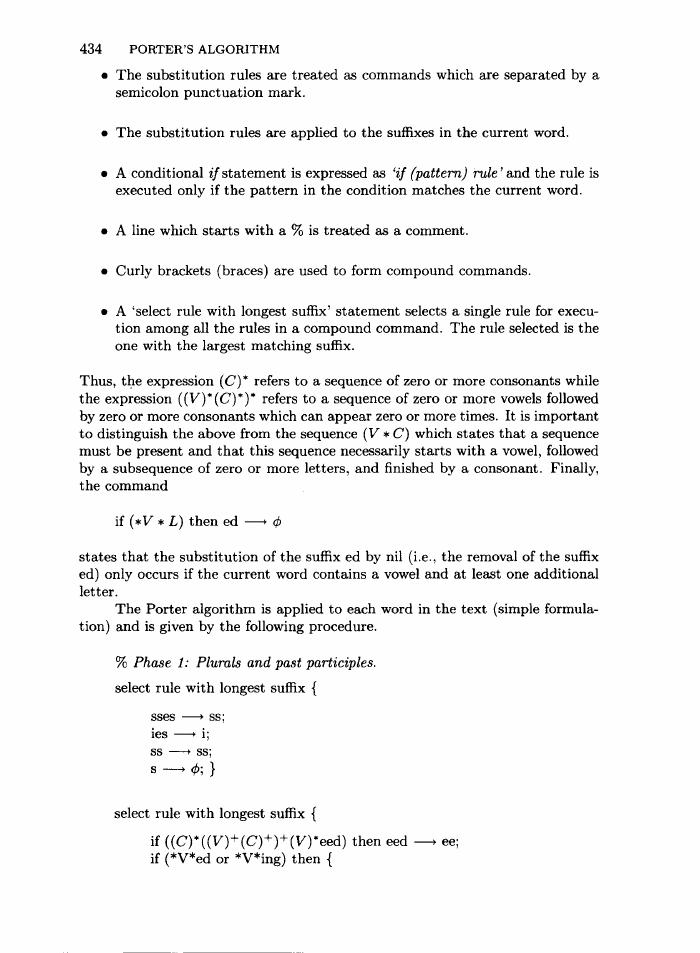 434 PORTER'S ALGORITHM
• The substitution rules are treated as commands which are separated by a
semicolon punctuation mark.
• The substitution rules are applied to the suffixes in the current word.
• A conditional if statement is expressed as 'if (pattern) rule' and the rule is
executed only if the pattern in the condition matches the current word.
• A line which starts with a % is treated as a comment.
• Curly brackets (braces) are used to form compound commands.
• A 'select rule with longest suffix' statement selects a single rule for execu-
tion among all the rules in a compound command. The rule selected is the
one with the largest matching suffix.
Thus, the expression (C)* refers to a sequence of zero or more consonants while
the expression ((V)*(C)*)* refers to a sequence of zero or more vowels followed
by zero or more consonants which can appear zero or more times. It is important
to distinguish the above from the sequence (V * C) which states that a sequence
must be present and that this sequence necessarily starts with a vowel, followed
by a subsequence of zero or more letters, and finished by a consonant. Finally,
the command
if (*V * L) then ed ⟶ ϕ
states that the substitution of the suffix ed by nil (i.e., the removal of the suffix
ed) only occurs if the current word contains a vowel and at least one additional
letter.
The Porter algorithm is applied to each word in the text (simple formula-
tion) and is given by the following procedure.
% Phase 1: Plurals and past participles.
select rule with longest suffix {
sses ⟶ ss;
ies ⟶ i;
ss ⟶ ss;
s ⟶ ϕ; }
select rule with longest suffix {
if ((C)*((V)⁺(C)⁺)⁺(V)*eed) then eed ⟶ ee;
if (*V*ed or *V*ing) then {